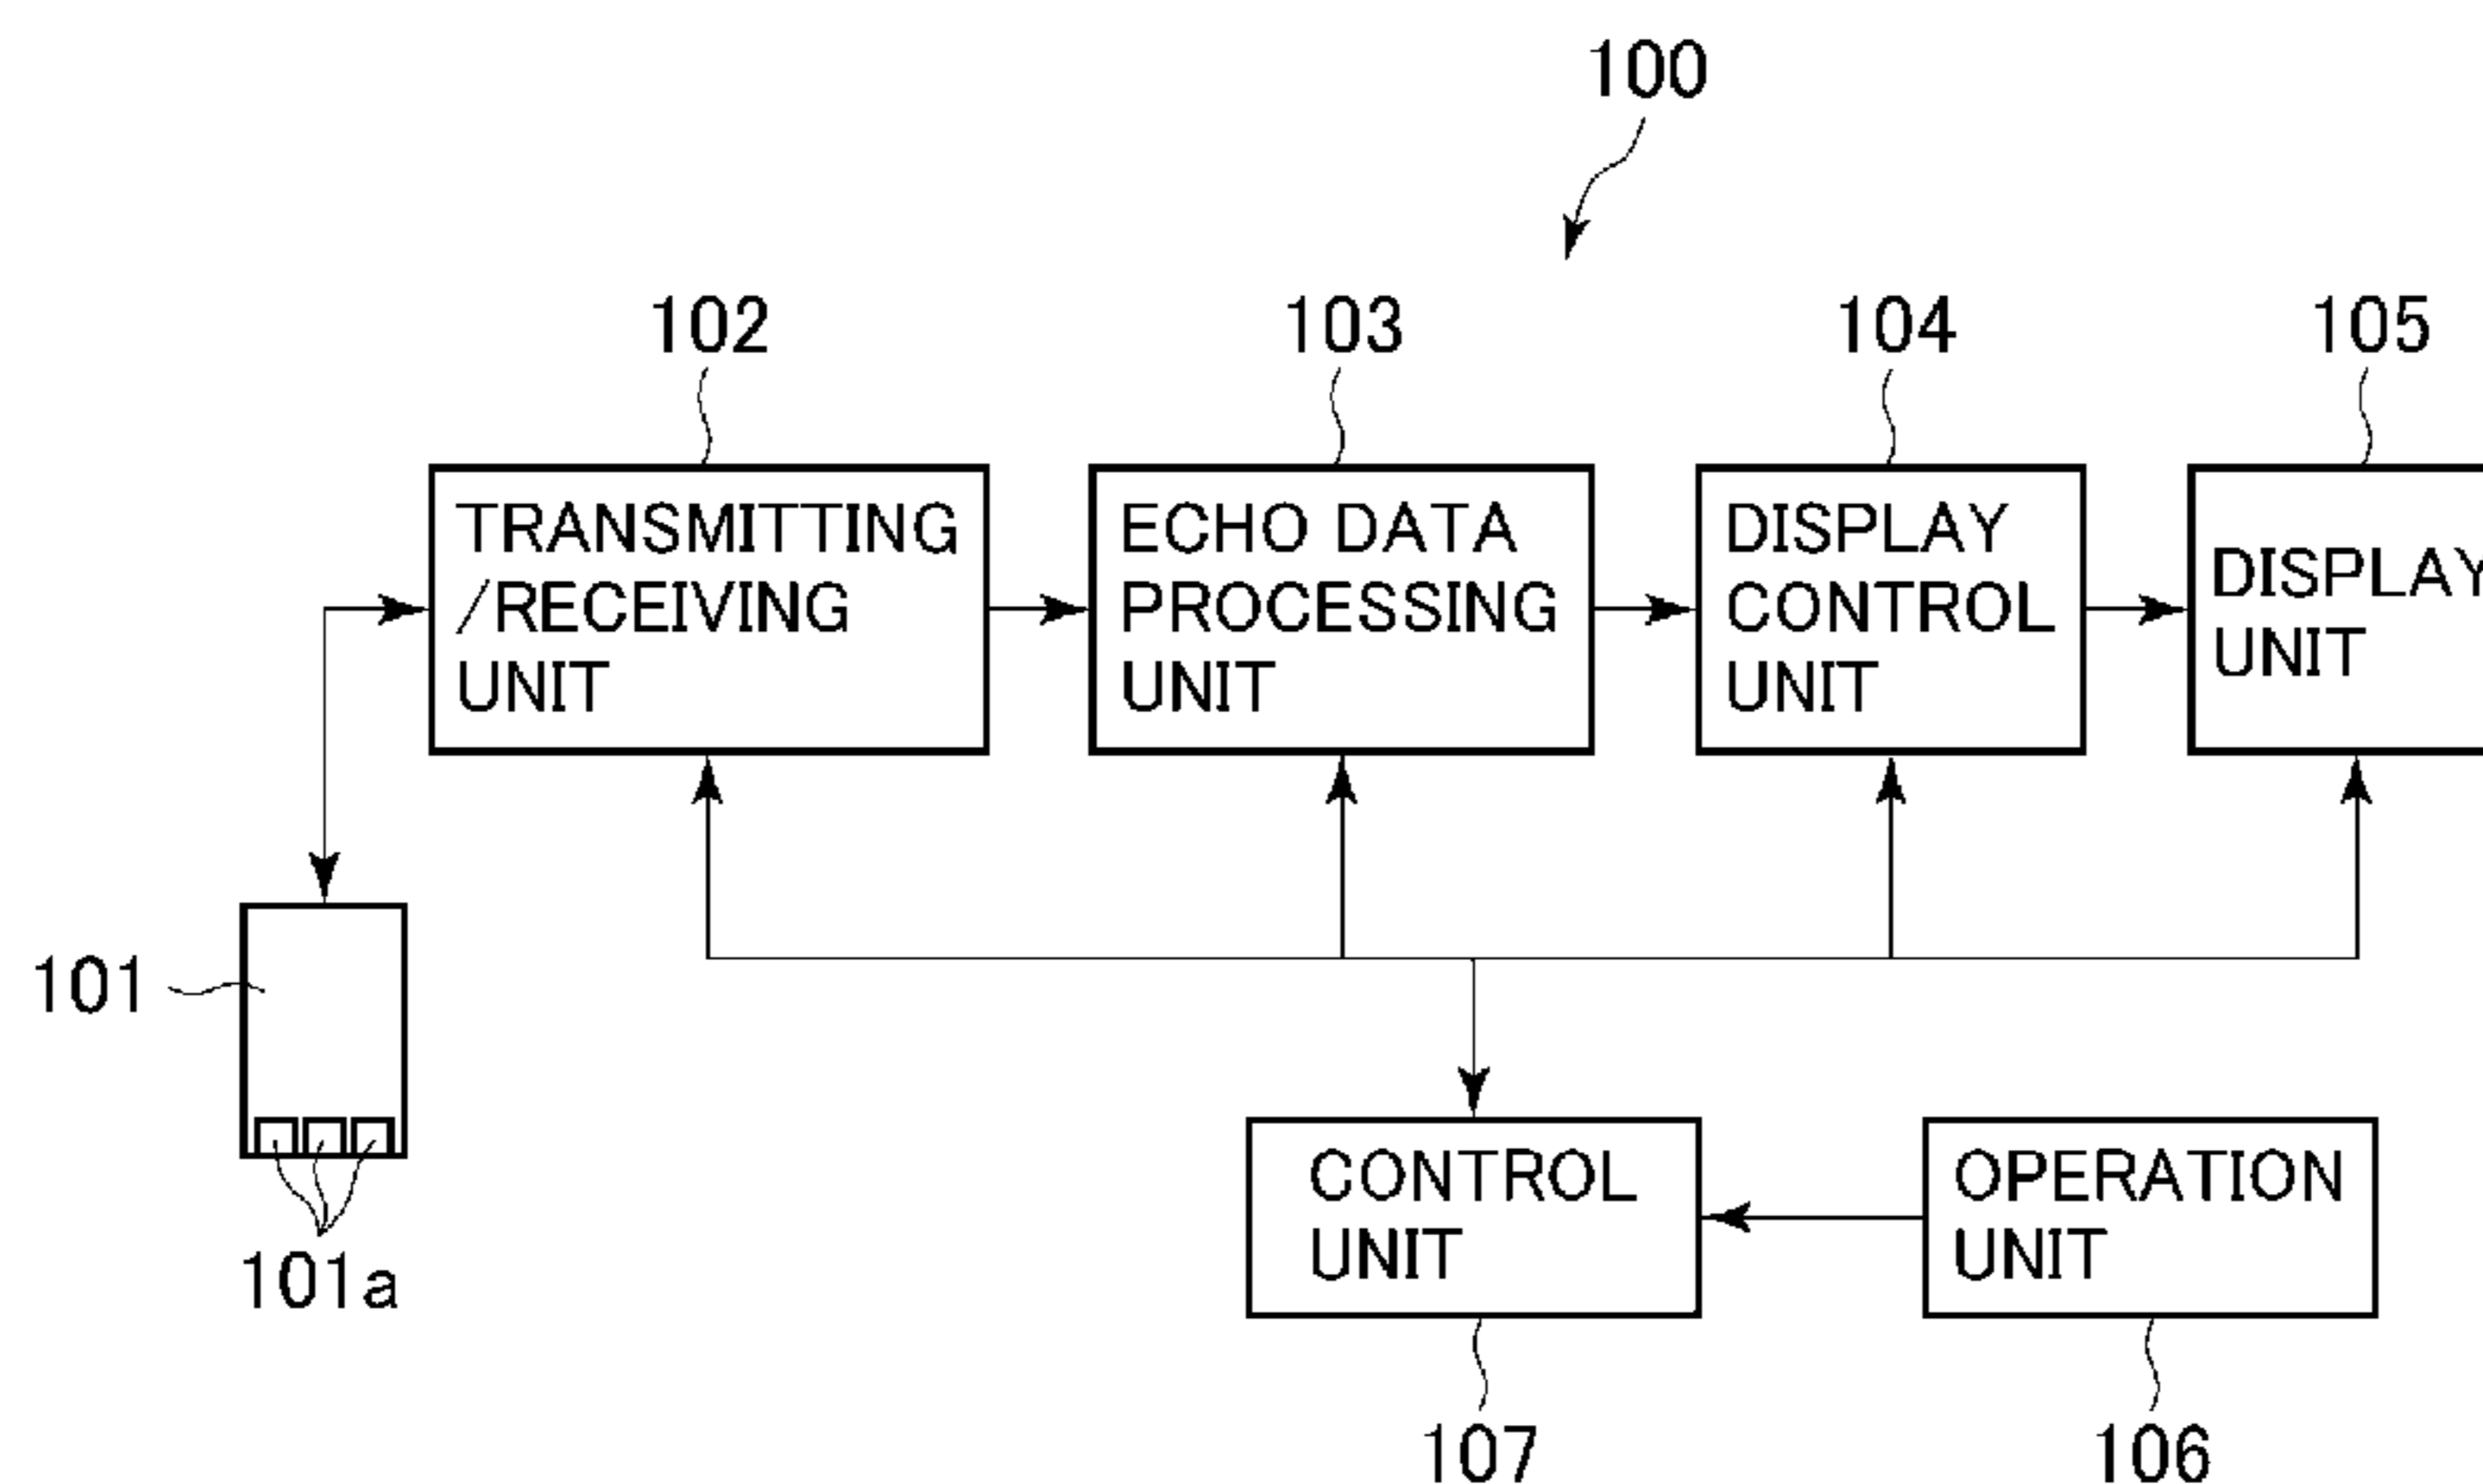 100
102
103
104
105
TRANSMITTING
/RECEIVING
UNIT
ECHO DATA
PROCESSING
UNIT
DISPLAY
CONTROL
UNIT
DISPLAY
UNIT
101
101a
CONTROL
UNIT
OPERATION
UNIT
107
106